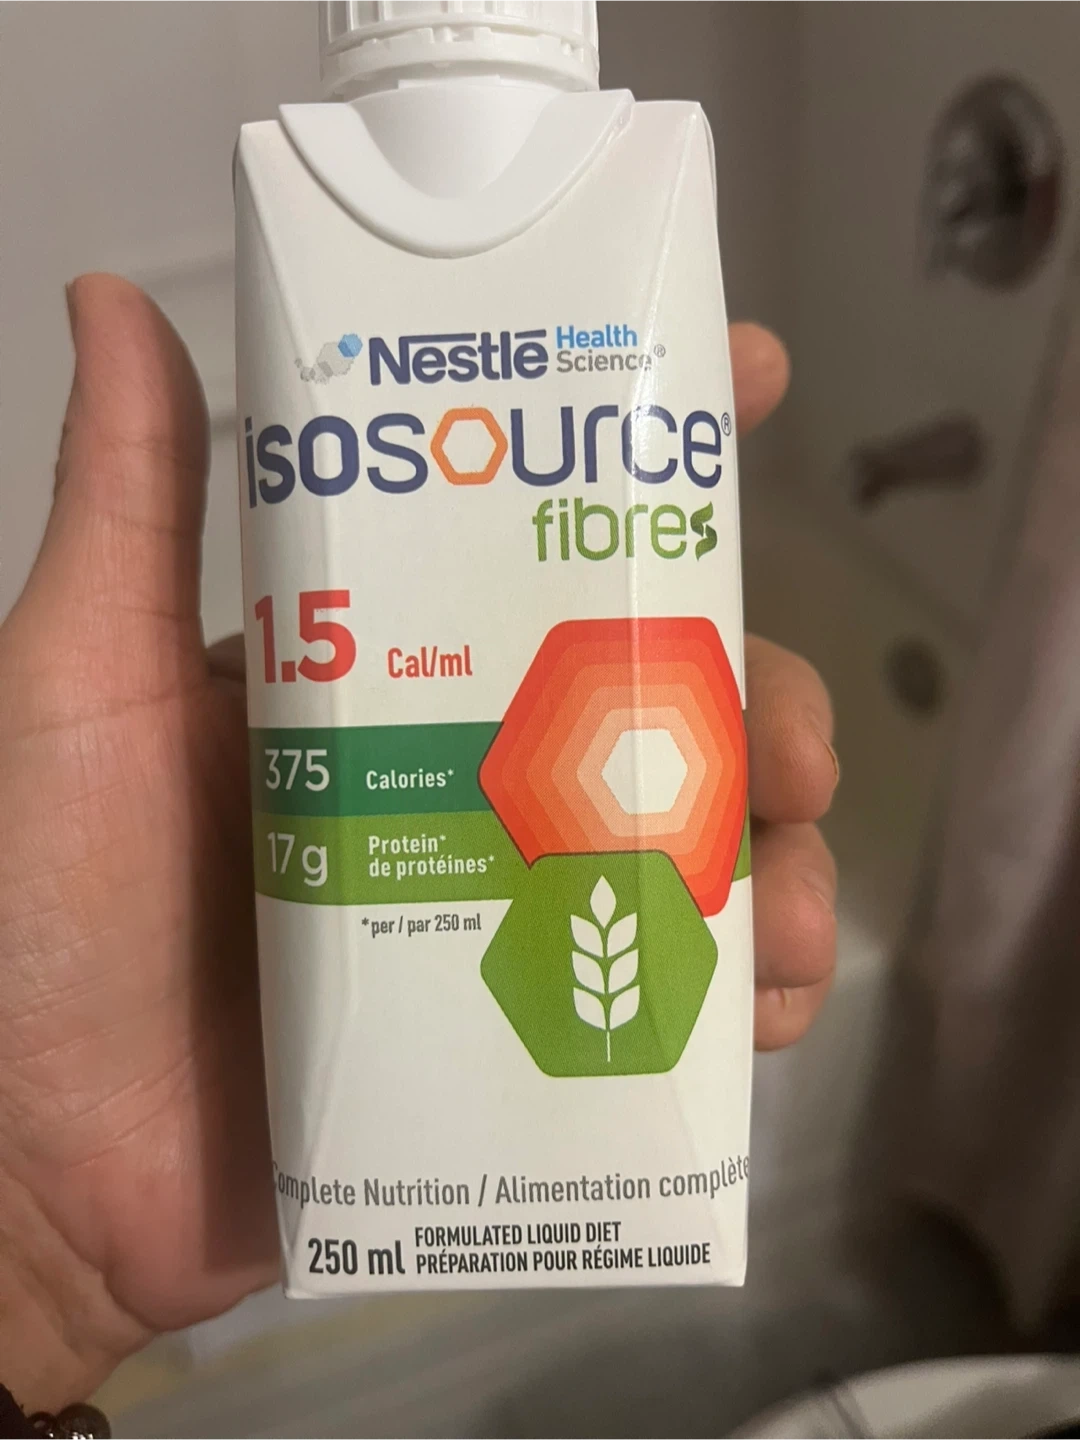 Nestlé Health Science®
isosource®
fibres
1.5 Cal/ml
375 Calories*
17 g Protein*
de protéines*
*per / par 250 ml
Complete Nutrition / Alimentation complète
250 ml FORMULATED LIQUID DIET
PRÉPARATION POUR RÉGIME LIQUIDE